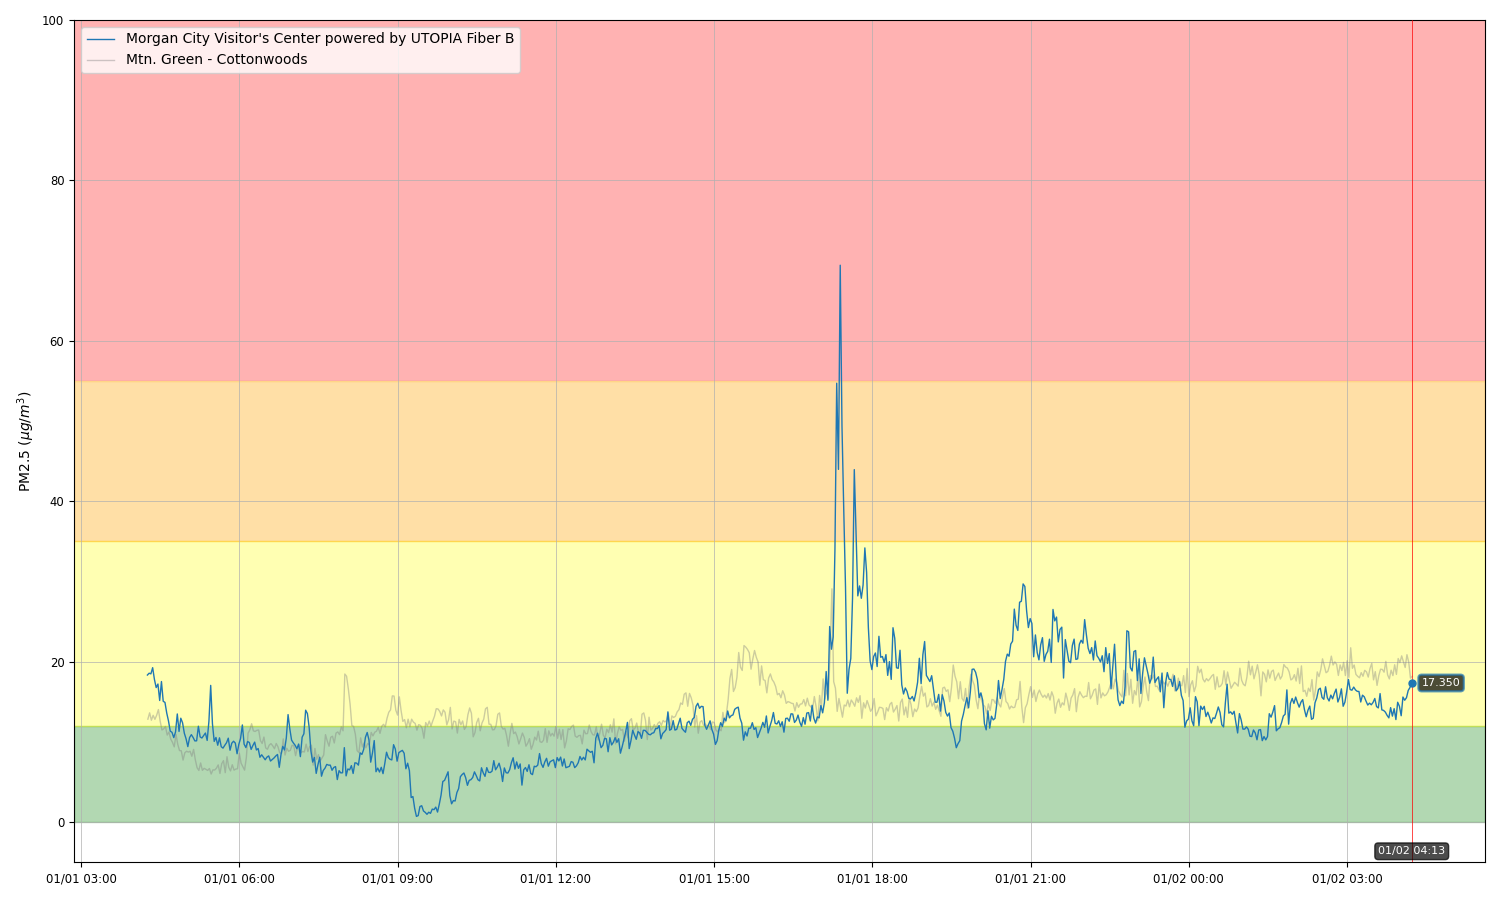 100
Morgan City Visitor's Center powered by UTOPIA Fiber B
Mtn. Green - Cottonwoods
80
60
PM2.5 (μg/m³)
40
20
17.350
0
01/02 04:13
01/01 03:00 01/01 06:00 01/01 09:00 01/01 12:00 01/01 15:00 01/01 18:00 01/01 21:00 01/02 00:00 01/02 03:00